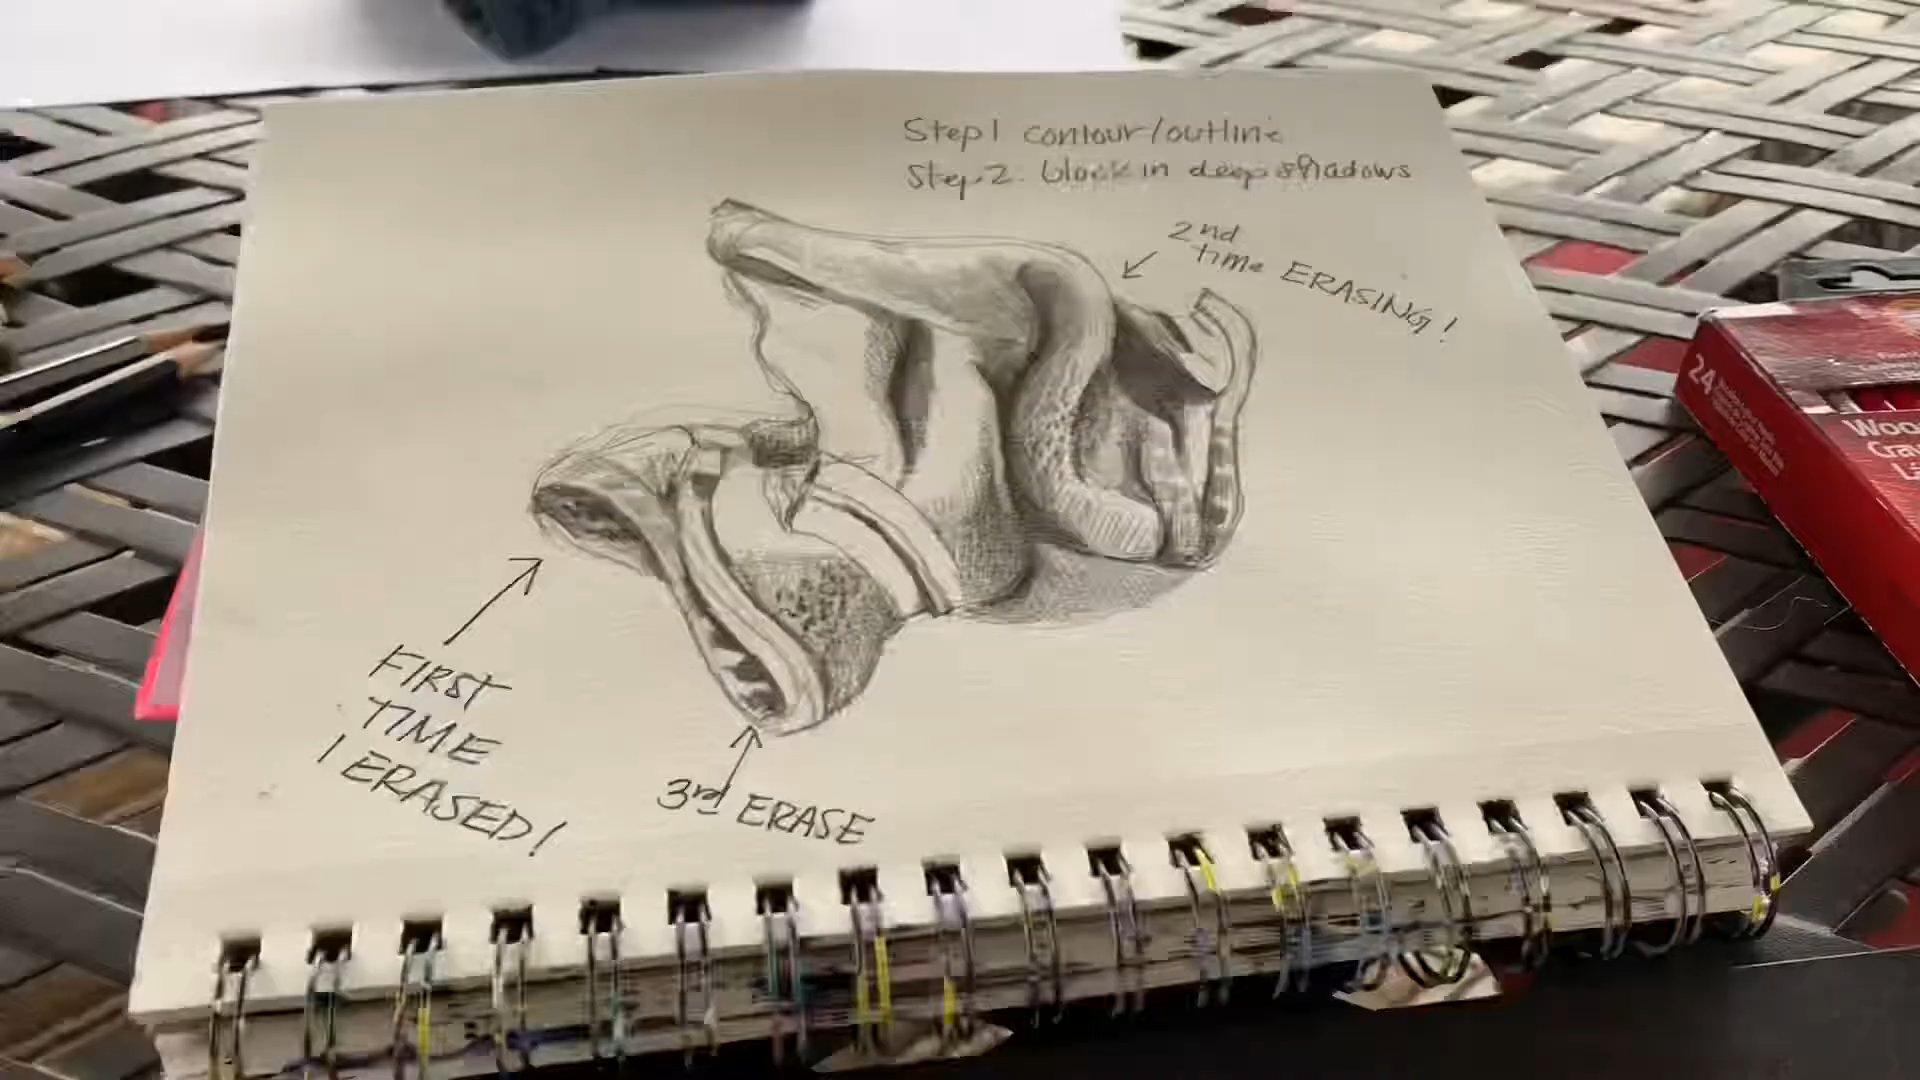 Step 1 contour/outline
Step 2. block in deep shadows
2nd
time ERASING!
FIRST
TIME
I ERASED!
3rd ERASE
24